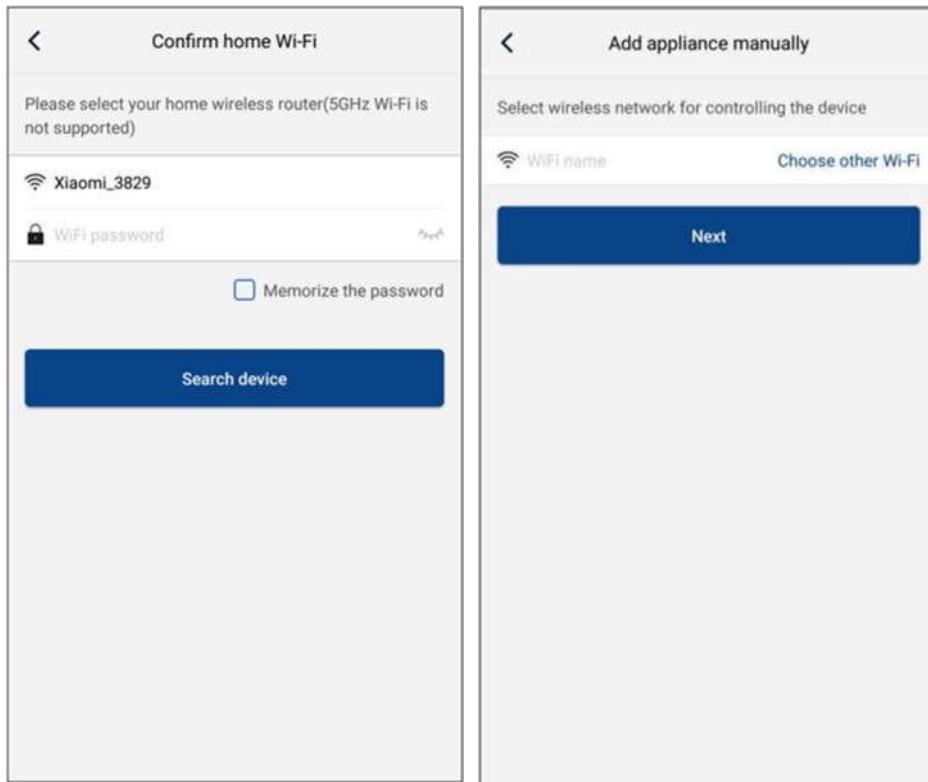 Confirm home Wi-Fi
Please select your home wireless router(5GHz Wi-Fi is
not supported)
Xiaomi_3829
WiFi password
Memorize the password
Search device
Add appliance manually
Select wireless network for controlling the device
WiFi name
Choose other Wi-Fi
Next